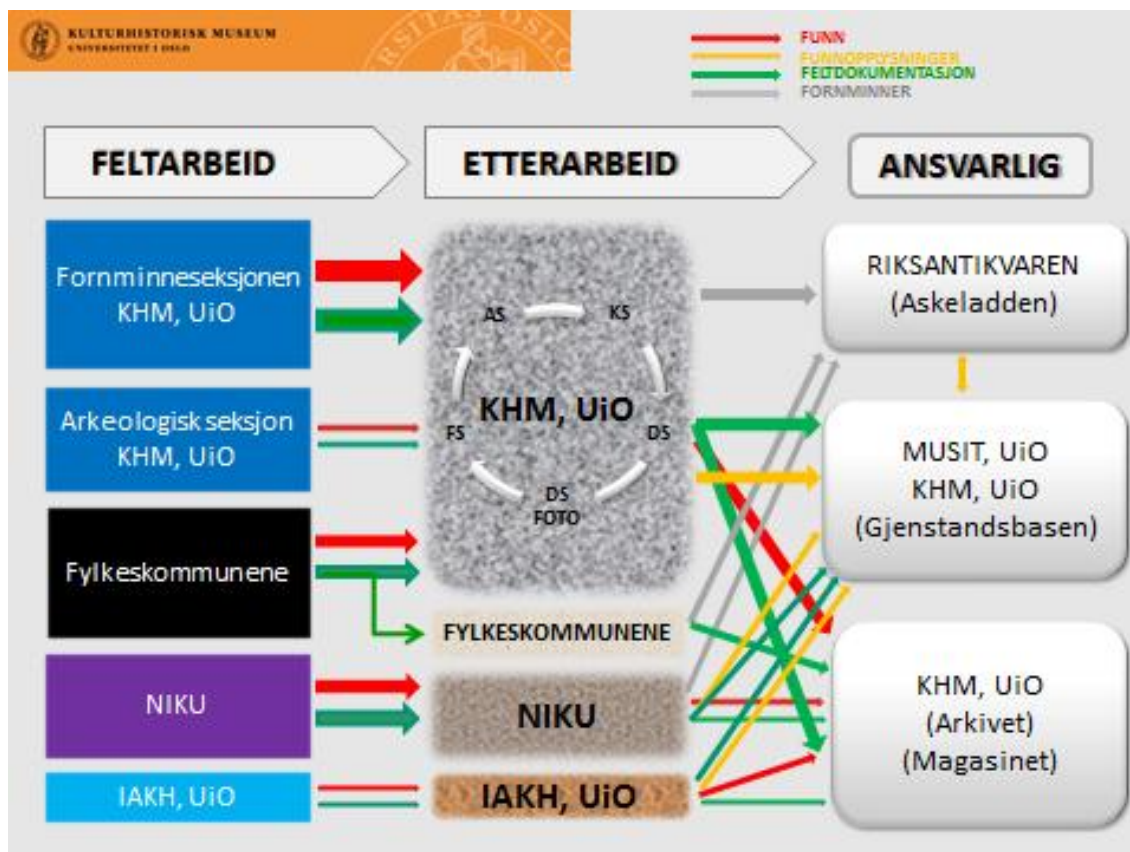 KULTURHISTORISK MUSEUM
UNIVERSITETET I OSLO
VERSITAS OSLO
FUNN
FUNNOPPLYSNINGER
FELTDOKUMENTASJON
FORNMINNER
FELTARBEID
ETTERARBEID
ANSVARLIG
Fornminneseksjonen
KHM, UiO
Arkeologisk seksjon
KHM, UiO
Fylkeskommunene
NIKU
IAKH, UiO
AS
KS
KHM, UiO
FS
DS
DS
FOTO
FYLKESKOMMUNENE
NIKU
IAKH, UiO
RIKSANTIKVAREN
(Askeladden)
MUSIT, UiO
KHM, UiO
(Gjenstandsbasen)
KHM, UiO
(Arkivet)
(Magasinet)